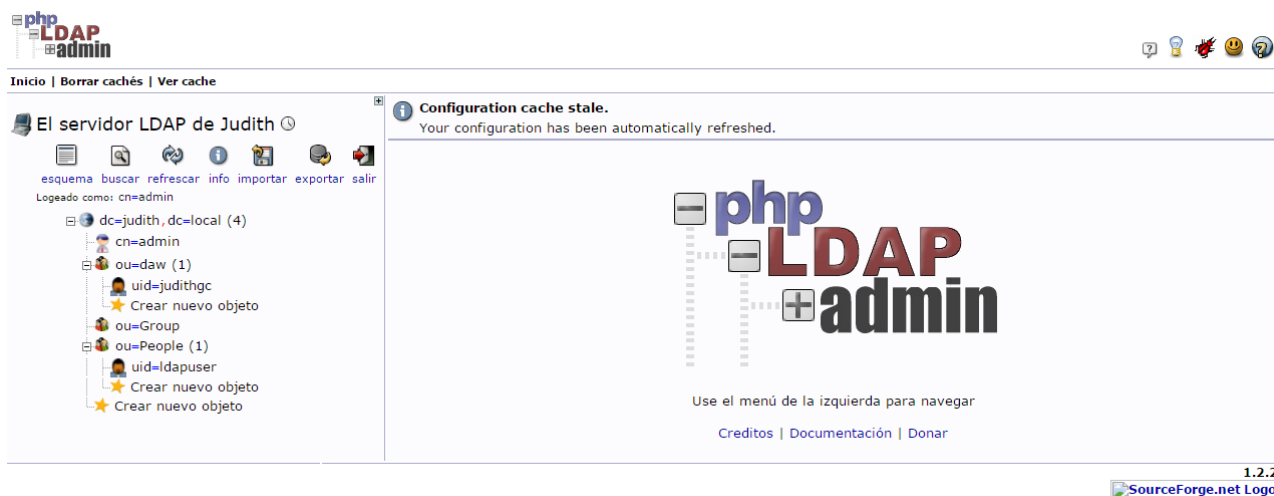 php
LDAP
admin
Inicio | Borrar cachés | Ver cache
El servidor LDAP de Judith
esquema buscar refrescar info importar exportar salir
Logeado como: cn=admin
dc=judith,dc=local (4)
cn=admin
ou=daw (1)
uid=judithgc
Crear nuevo objeto
ou=Group
ou=People (1)
uid=ldapuser
Crear nuevo objeto
Crear nuevo objeto
Configuration cache stale.
Your configuration has been automatically refreshed.
php
LDAP
admin
Use el menú de la izquierda para navegar
Creditos | Documentación | Donar
1.2.2
SourceForge.net Logo